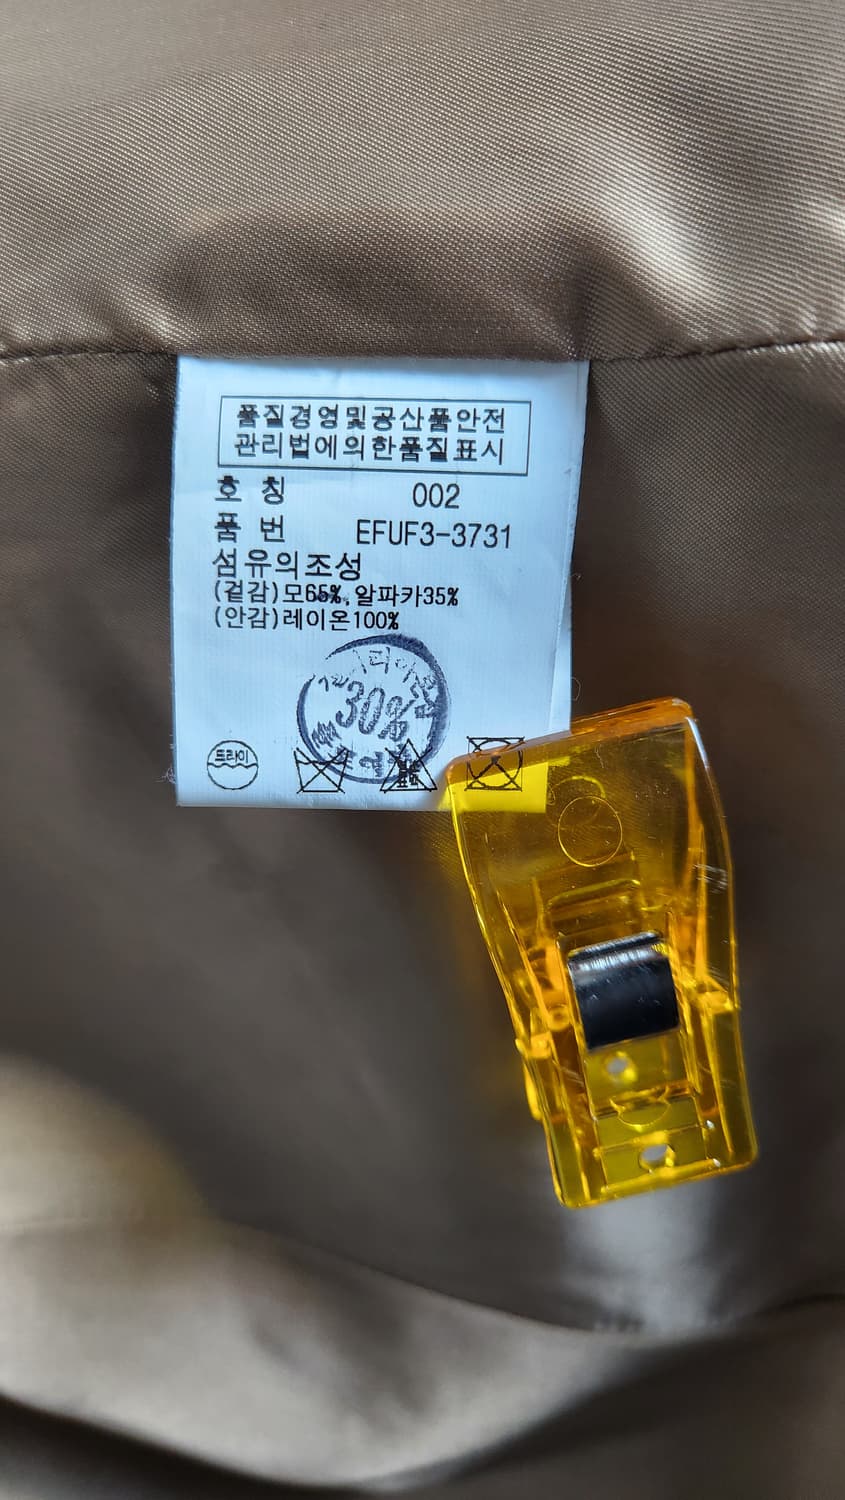 품질경영및공산품안전
관리법에의한품질표시
호 칭 002
품 번 EFUF3-3731
섬유의조성
(겉감)모65%,알파카35%
(안감)레이온100%
30%
드라이